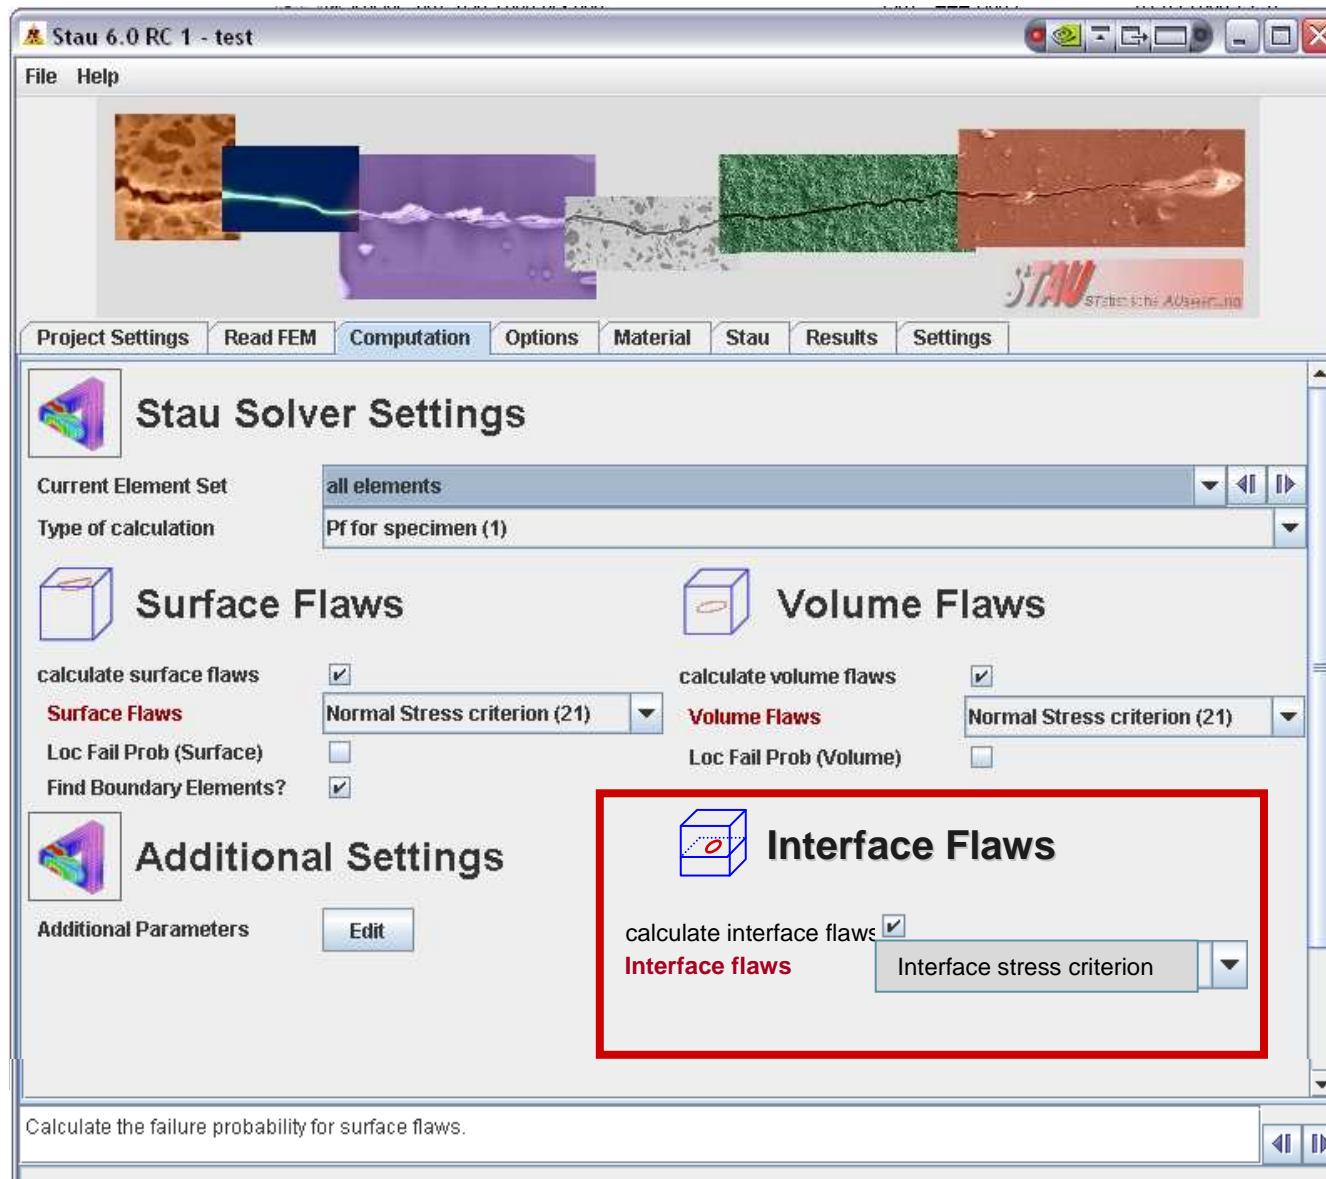 Stau 6.0 RC 1 - test
File Help
STAU
Project Settings Read FEM Computation Options Material Stau Results Settings
Stau Solver Settings
Current Element Set all elements
Type of calculation Pf for specimen (1)
Surface Flaws Volume Flaws
calculate surface flaws calculate volume flaws
Surface Flaws Normal Stress criterion (21) Volume Flaws Normal Stress criterion (21)
Loc Fail Prob (Surface) Loc Fail Prob (Volume)
Find Boundary Elements?
Additional Settings Interface Flaws
Additional Parameters Edit calculate interface flaws
Interface flaws Interface stress criterion
Calculate the failure probability for surface flaws.